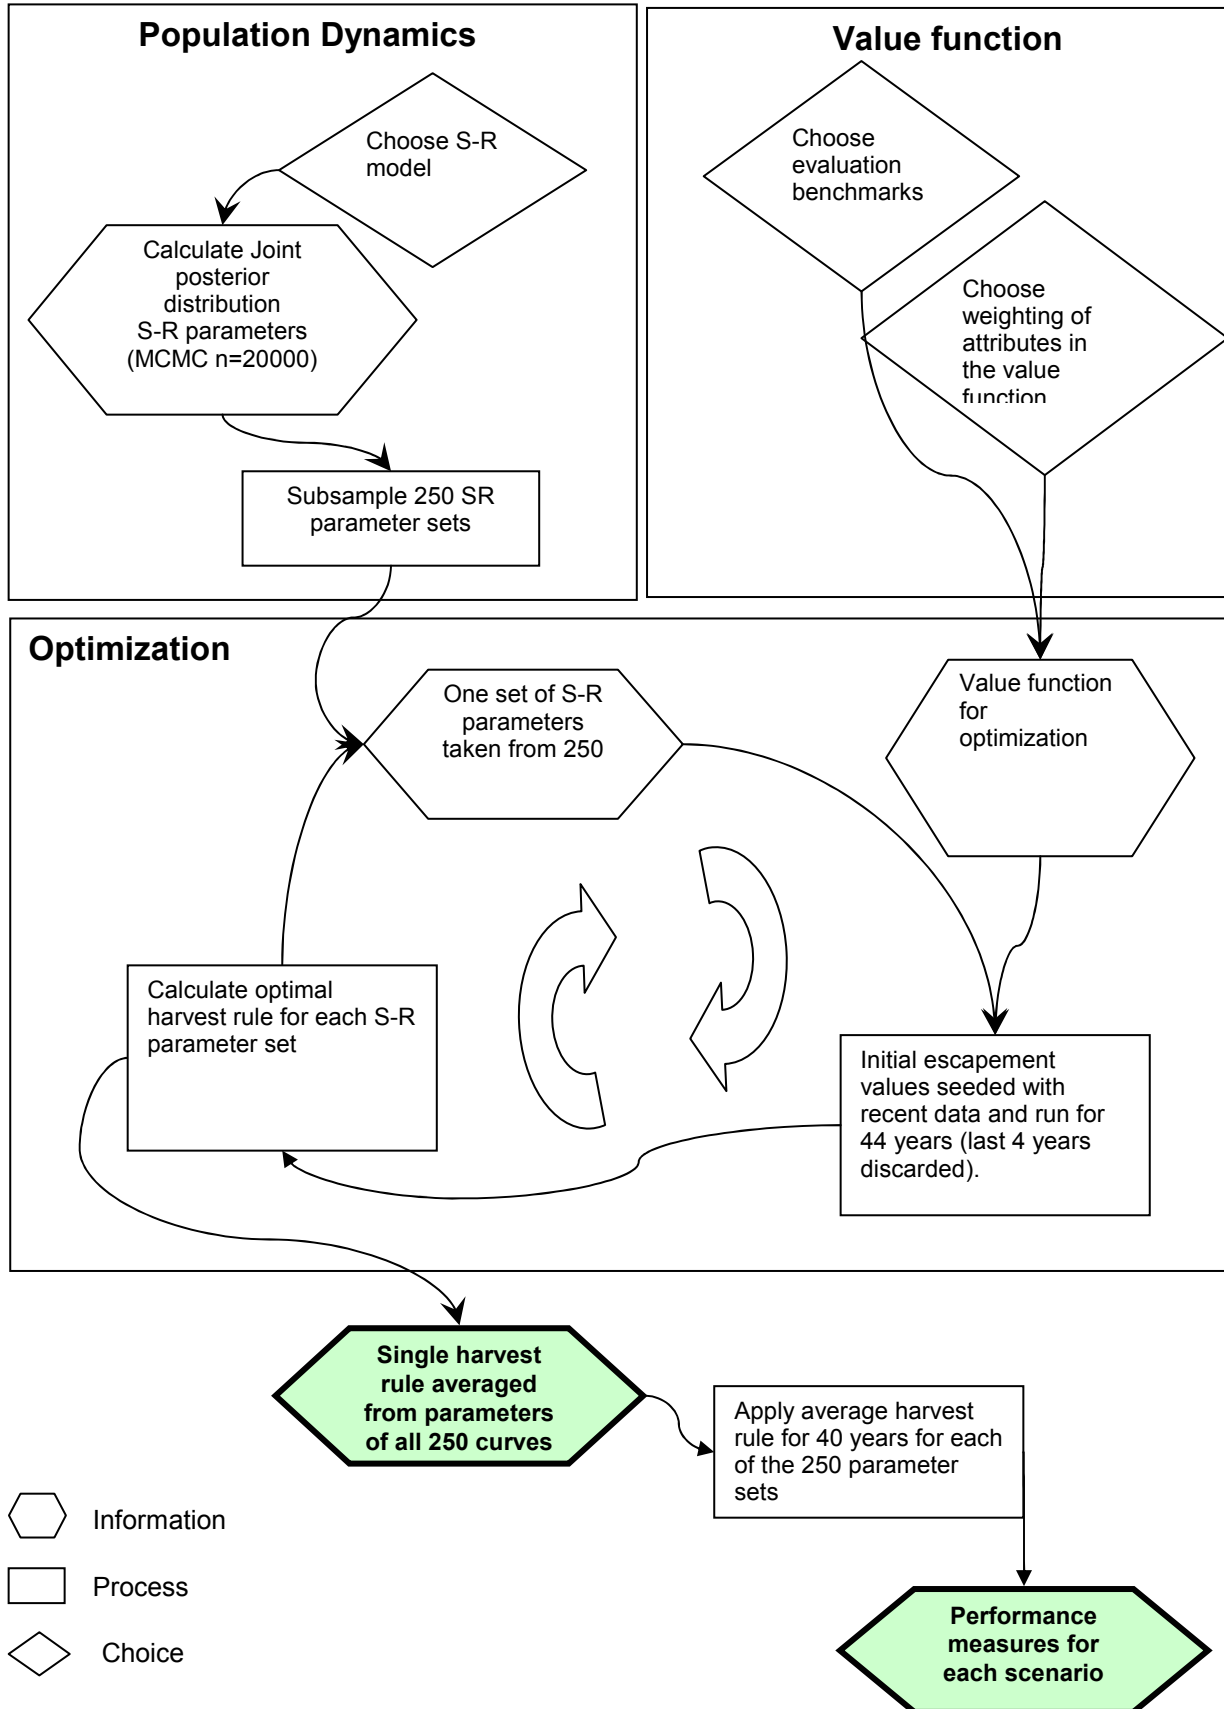 Population Dynamics
Choose S-R
model
Calculate Joint
posterior
distribution
S-R parameters
(MCMC n=20000)
Subsample 250 SR
parameter sets
Value function
Choose
evaluation
benchmarks
Choose
weighting of
attributes in
the value
function
Optimization
One set of S-R
parameters
taken from 250
Value function
for
optimization
Calculate optimal
harvest rule for each S-R
parameter set
Initial escapement
values seeded with
recent data and run for
44 years (last 4 years
discarded).
Single harvest
rule averaged
from parameters
of all 250 curves
Apply average harvest
rule for 40 years for each
of the 250 parameter
sets
Information
Process
Choice
Performance
measures for
each scenario